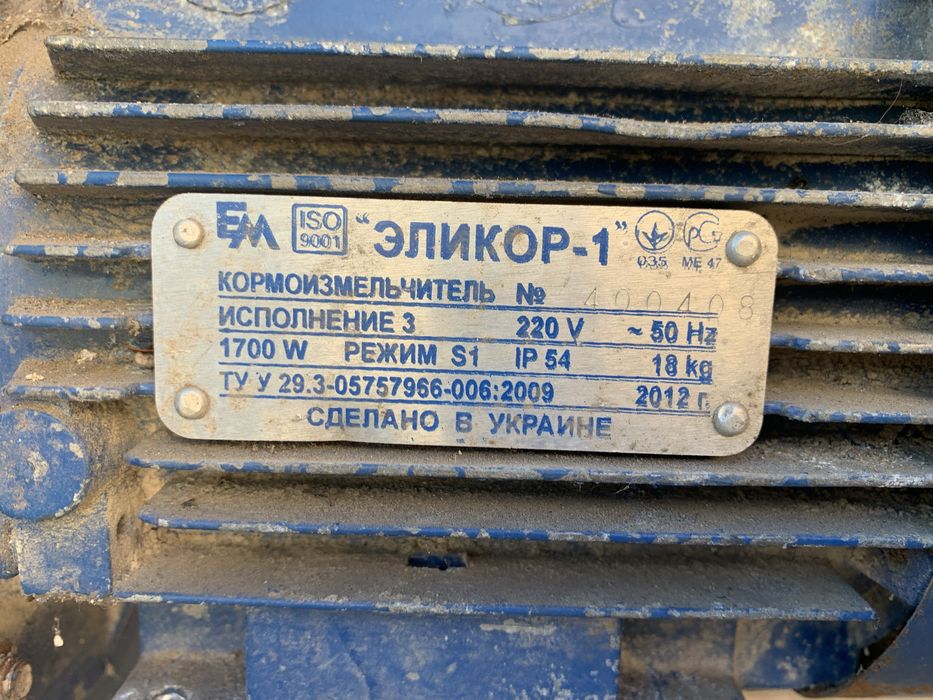 ЕМ ISO 9001 "ЭЛИКОР-1" РСТ
035 МЕ 47
КОРМОИЗМЕЛЬЧИТЕЛЬ № 400408
ИСПОЛНЕНИЕ 3 220 V ~ 50 Hz
1700 W РЕЖИМ S1 IP 54 18 kg
ТУ У 29.3-05757966-006:2009 2012 г.
СДЕЛАНО В УКРАИНЕ